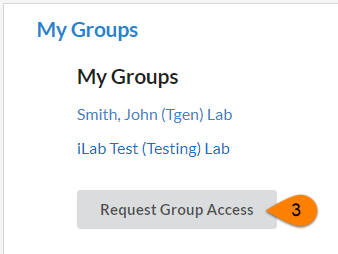 My Groups
My Groups
Smith, John (Tgen) Lab
iLab Test (Testing) Lab
Request Group Access
3